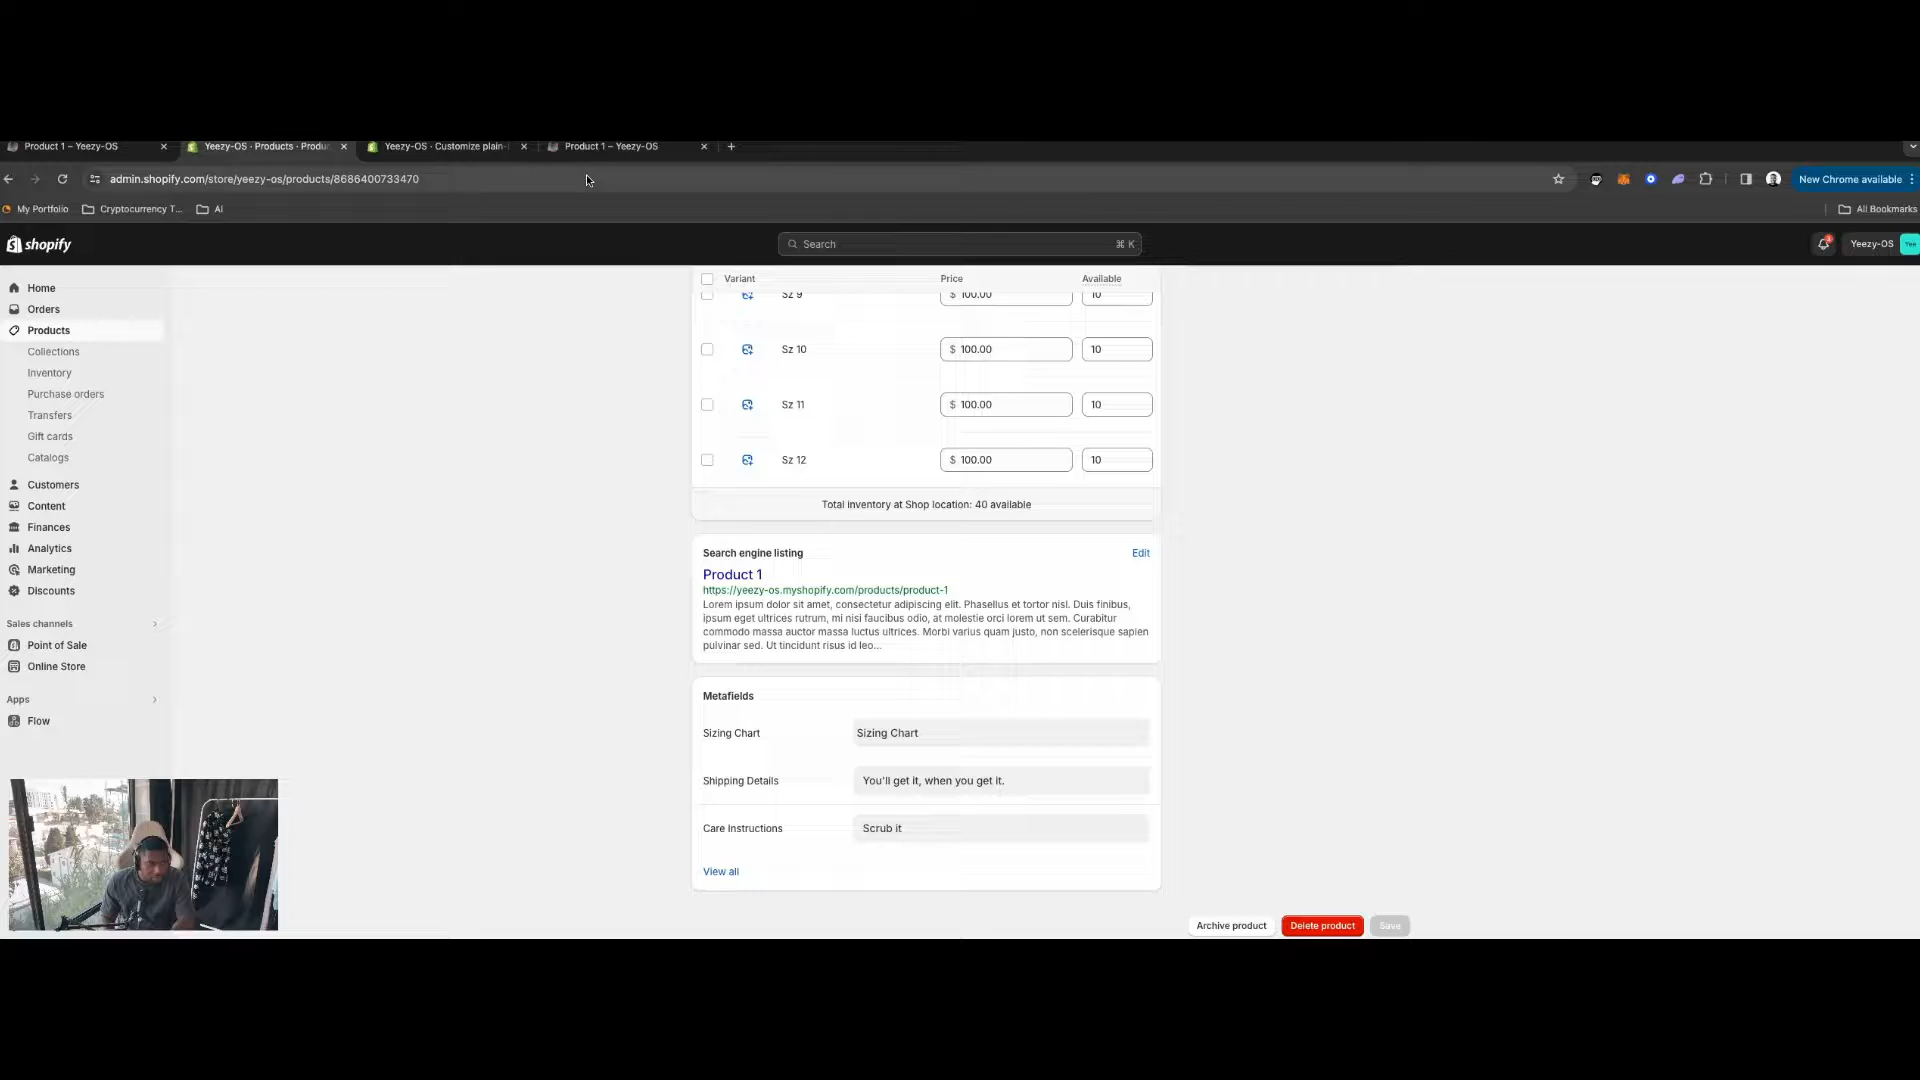 Product 1 – Yeezy-OS
Yeezy-OS · Products · Produc
Yeezy-OS · Customize plain-
Product 1 – Yeezy-OS
admin.shopify.com/store/yeezy-os/products/8686400733470
New Chrome available
My Portfolio
Cryptocurrency T...
AI
All Bookmarks
shopify
Search
⌘ K
Yeezy-OS
Yee
Home
Orders
Products
Collections
Inventory
Purchase orders
Transfers
Gift cards
Catalogs
Customers
Content
Finances
Analytics
Marketing
Discounts
Sales channels
Point of Sale
Online Store
Apps
Flow
Variant Price Available
Sz 9 $ 100.00 10
Sz 10 $ 100.00 10
Sz 11 $ 100.00 10
Sz 12 $ 100.00 10
Total inventory at Shop location: 40 available
Search engine listing Edit
Product 1
https://yeezy-os.myshopify.com/products/product-1
Lorem ipsum dolor sit amet, consectetur adipiscing elit. Phasellus et tortor nisl. Duis finibus,
ipsum eget ultrices rutrum, mi nisi faucibus odio, at molestie orci lorem ut sem. Curabitur
commodo massa auctor massa luctus ultrices. Morbi varius quam justo, non scelerisque sapien
pulvinar sed. Ut tincidunt risus id leo...
Metafields
Sizing Chart Sizing Chart
Shipping Details You'll get it, when you get it.
Care Instructions Scrub it
View all
Archive product Delete product Save